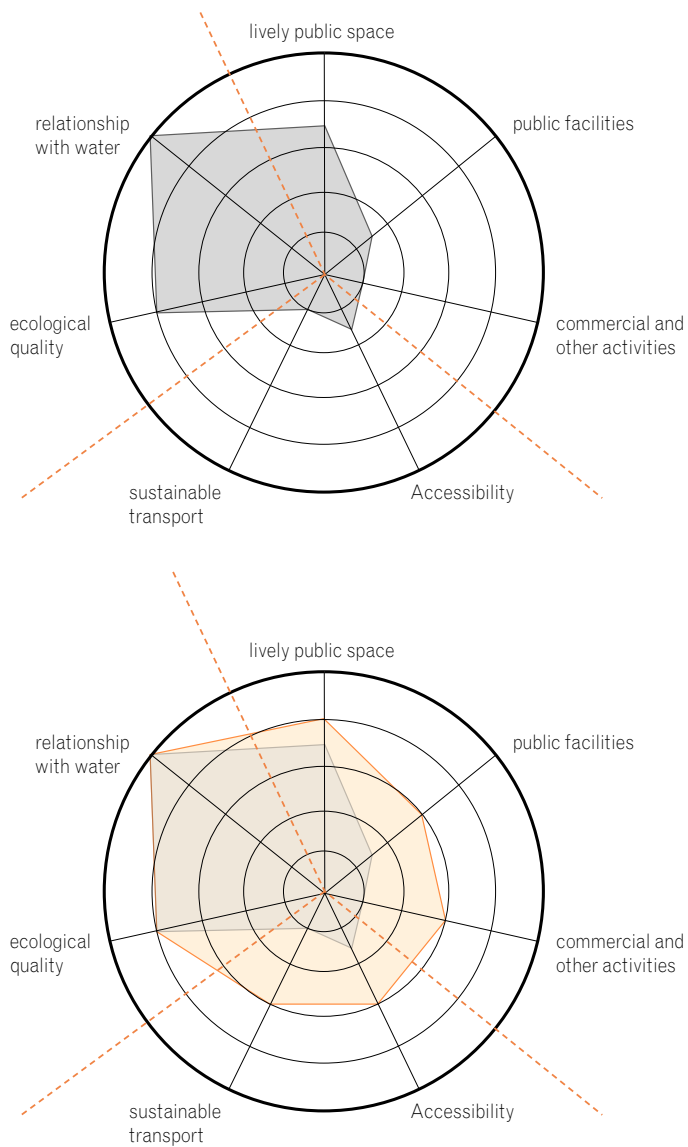 lively public space
relationship
with water
public facilities
ecological
quality
commercial and
other activities
sustainable
transport
Accessibility
lively public space
relationship
with water
public facilities
ecological
quality
commercial and
other activities
sustainable
transport
Accessibility